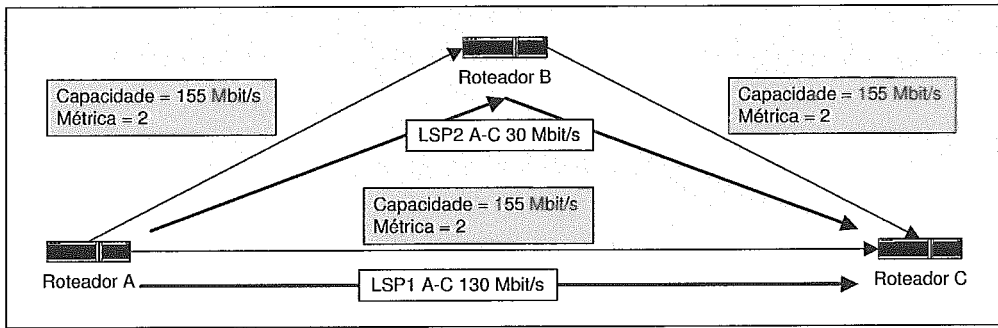 Roteador B
Capacidade = 155 Mbit/s
Métrica = 2
Capacidade = 155 Mbit/s
Métrica = 2
LSP2 A-C 30 Mbit/s
Capacidade = 155 Mbit/s
Métrica = 2
Roteador A
Roteador C
LSP1 A-C 130 Mbit/s